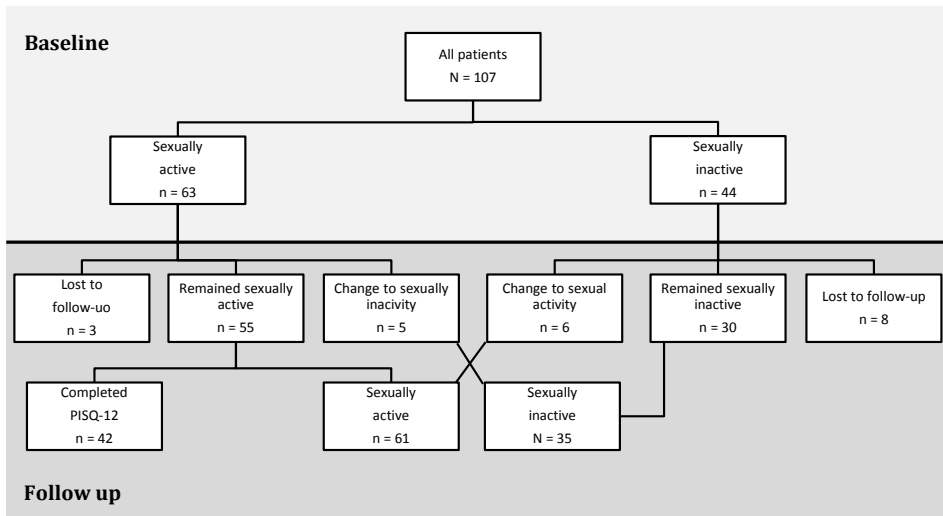 Baseline
All patients
N = 107
Sexually
active
n = 63
Sexually
inactive
n = 44
Lost to
follow-uo
n = 3
Remained sexually
active
n = 55
Change to sexually
inacivity
n = 5
Change to sexual
activity
n = 6
Remained sexually
inactive
n = 30
Lost to follow-up
n = 8
Completed
PISQ-12
n = 42
Sexually
active
n = 61
Sexually
inactive
N = 35
Follow up